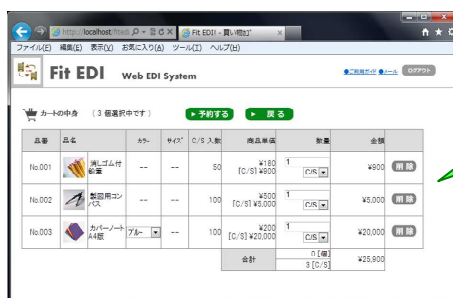 http://localhost/fitedi
Fit EDI! - 買い物カゴ
ファイル(F) 編集(E) 表示(V) お気に入り(A) ツール(T) ヘルプ(H)
Fit EDI Web EDI System
●ご利用ガイド ●メール ログアウト
カートの中身 (3 個選択中です) ▶予約する ▶ 戻る
品番 品名 カラー サイズ C/S入数 商品単価 数量 金額
No.001 消しゴム付鉛筆 -- -- 50 ¥180 [C/S] ¥900 1 C/S ¥900 削除
No.002 製図用コンパス -- -- 100 ¥500 [C/S] ¥5,000 1 C/S ¥5,000 削除
No.003 カバーノートA4版 ブルー -- 100 ¥200 [C/S] ¥20,000 1 C/S ¥20,000 削除
合計 0 [個] 3 [C/S] ¥25,900